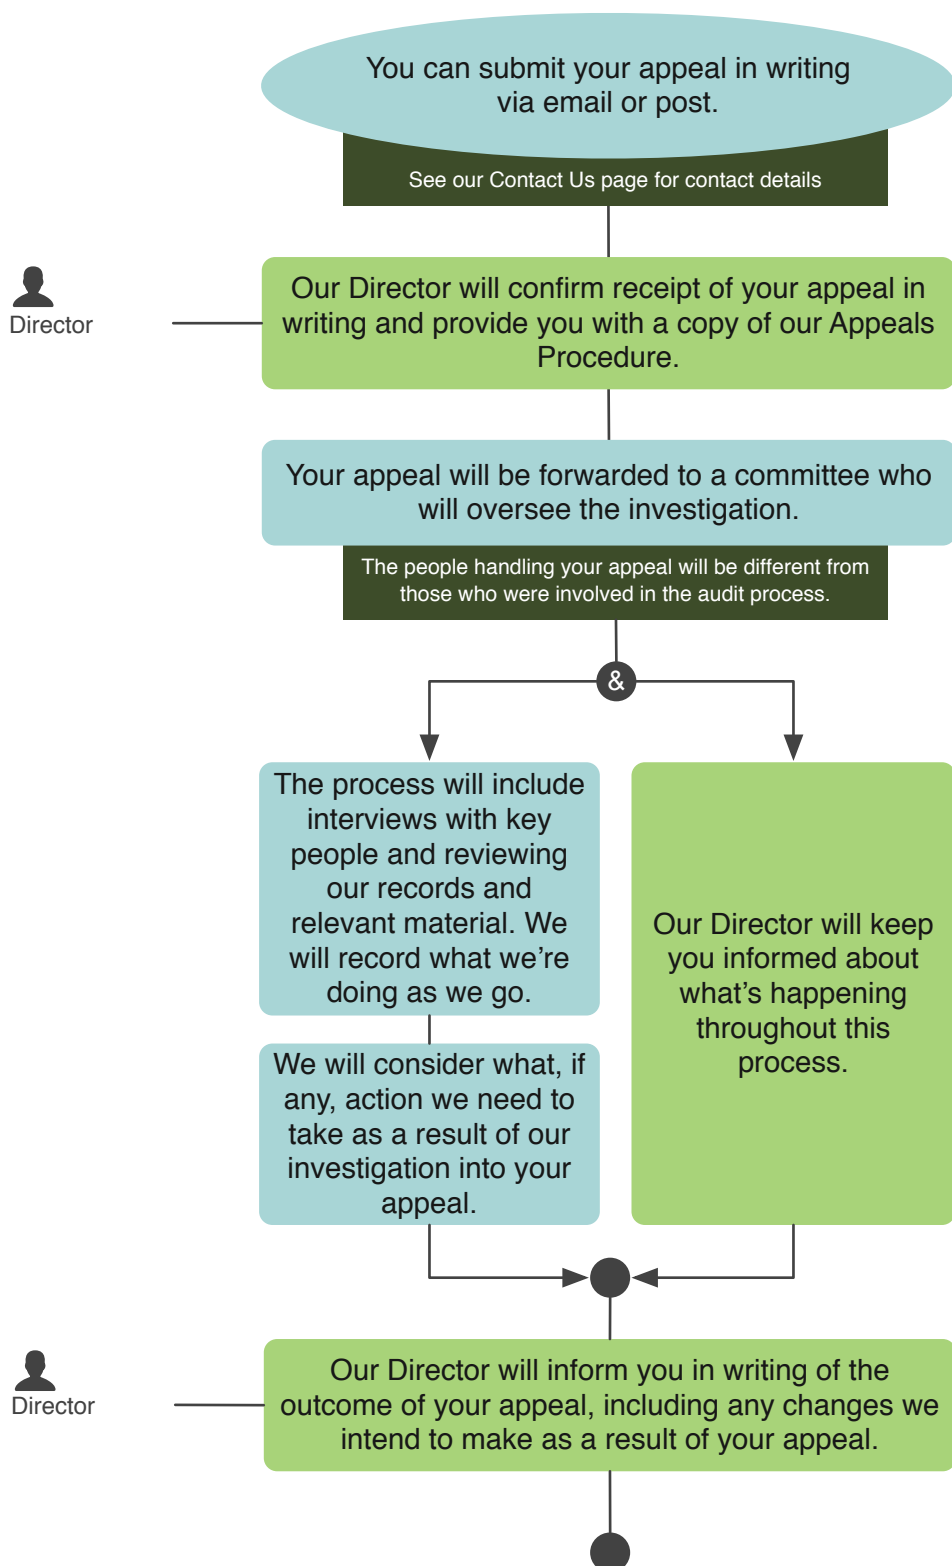 You can submit your appeal in writing
via email or post.
See our Contact Us page for contact details
Director
Our Director will confirm receipt of your appeal in
writing and provide you with a copy of our Appeals
Procedure.
Your appeal will be forwarded to a committee who
will oversee the investigation.
The people handling your appeal will be different from
those who were involved in the audit process.
&
The process will include
interviews with key
people and reviewing
our records and
relevant material. We
will record what we’re
doing as we go.
We will consider what, if
any, action we need to
take as a result of our
investigation into your
appeal.
Our Director will keep
you informed about
what’s happening
throughout this
process.
Director
Our Director will inform you in writing of the
outcome of your appeal, including any changes we
intend to make as a result of your appeal.